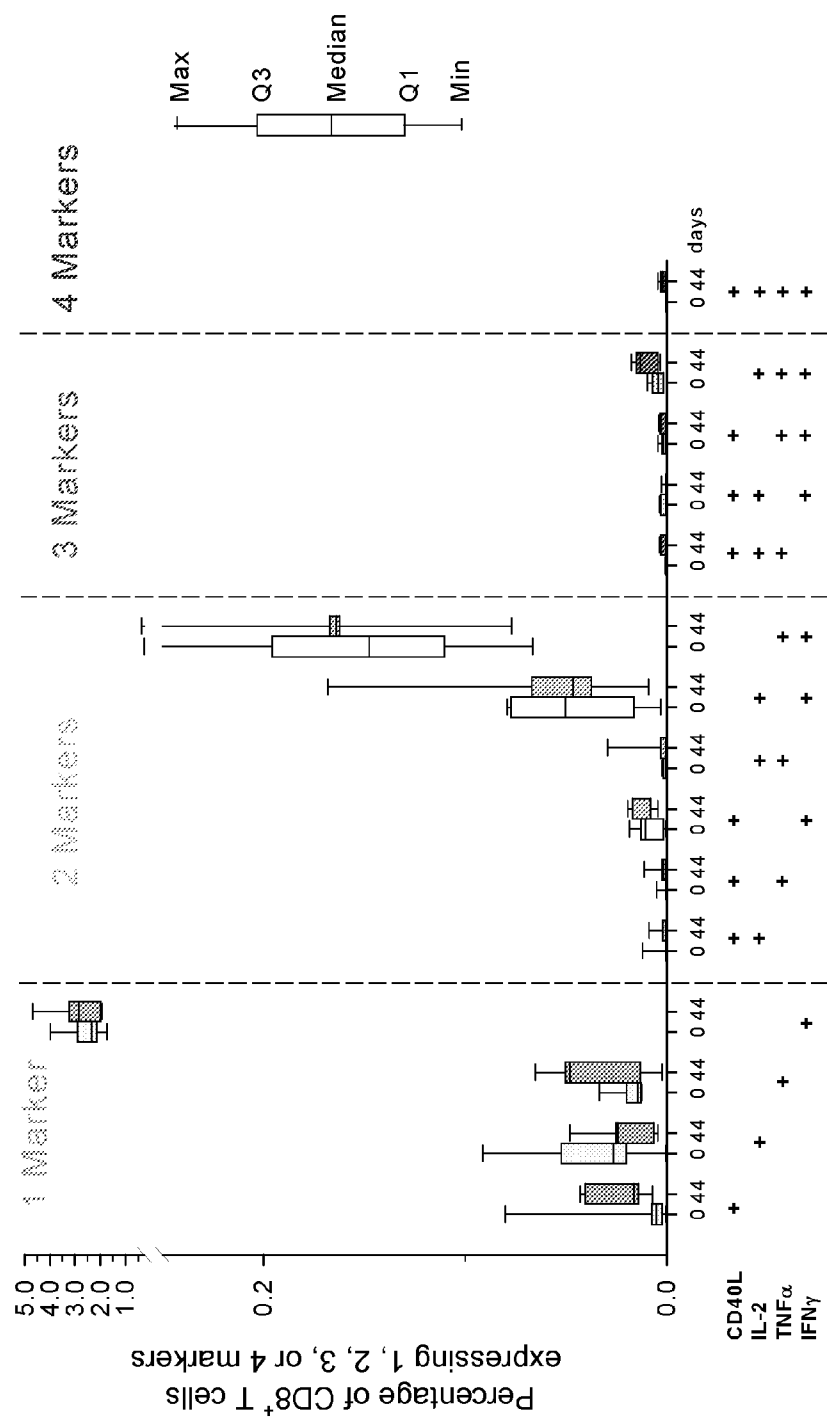 1 Marker
2 Markers
3 Markers
4 Markers
Max
Q3
Median
Q1
Min
Percentage of CD8+ T cells
expressing 1, 2, 3, or 4 markers
5.0
4.0
3.0
2.0
1.0
0.2
0.0
0 44 0 44 0 44 0 44 0 44 0 44 0 44 0 44 0 44 0 44 0 44 0 44 0 44 0 44 0 44 days
CD40L + + + + + + + +
IL-2 + + + + + + + +
TNFα + + + + + + + +
IFNγ + + + + + + + +